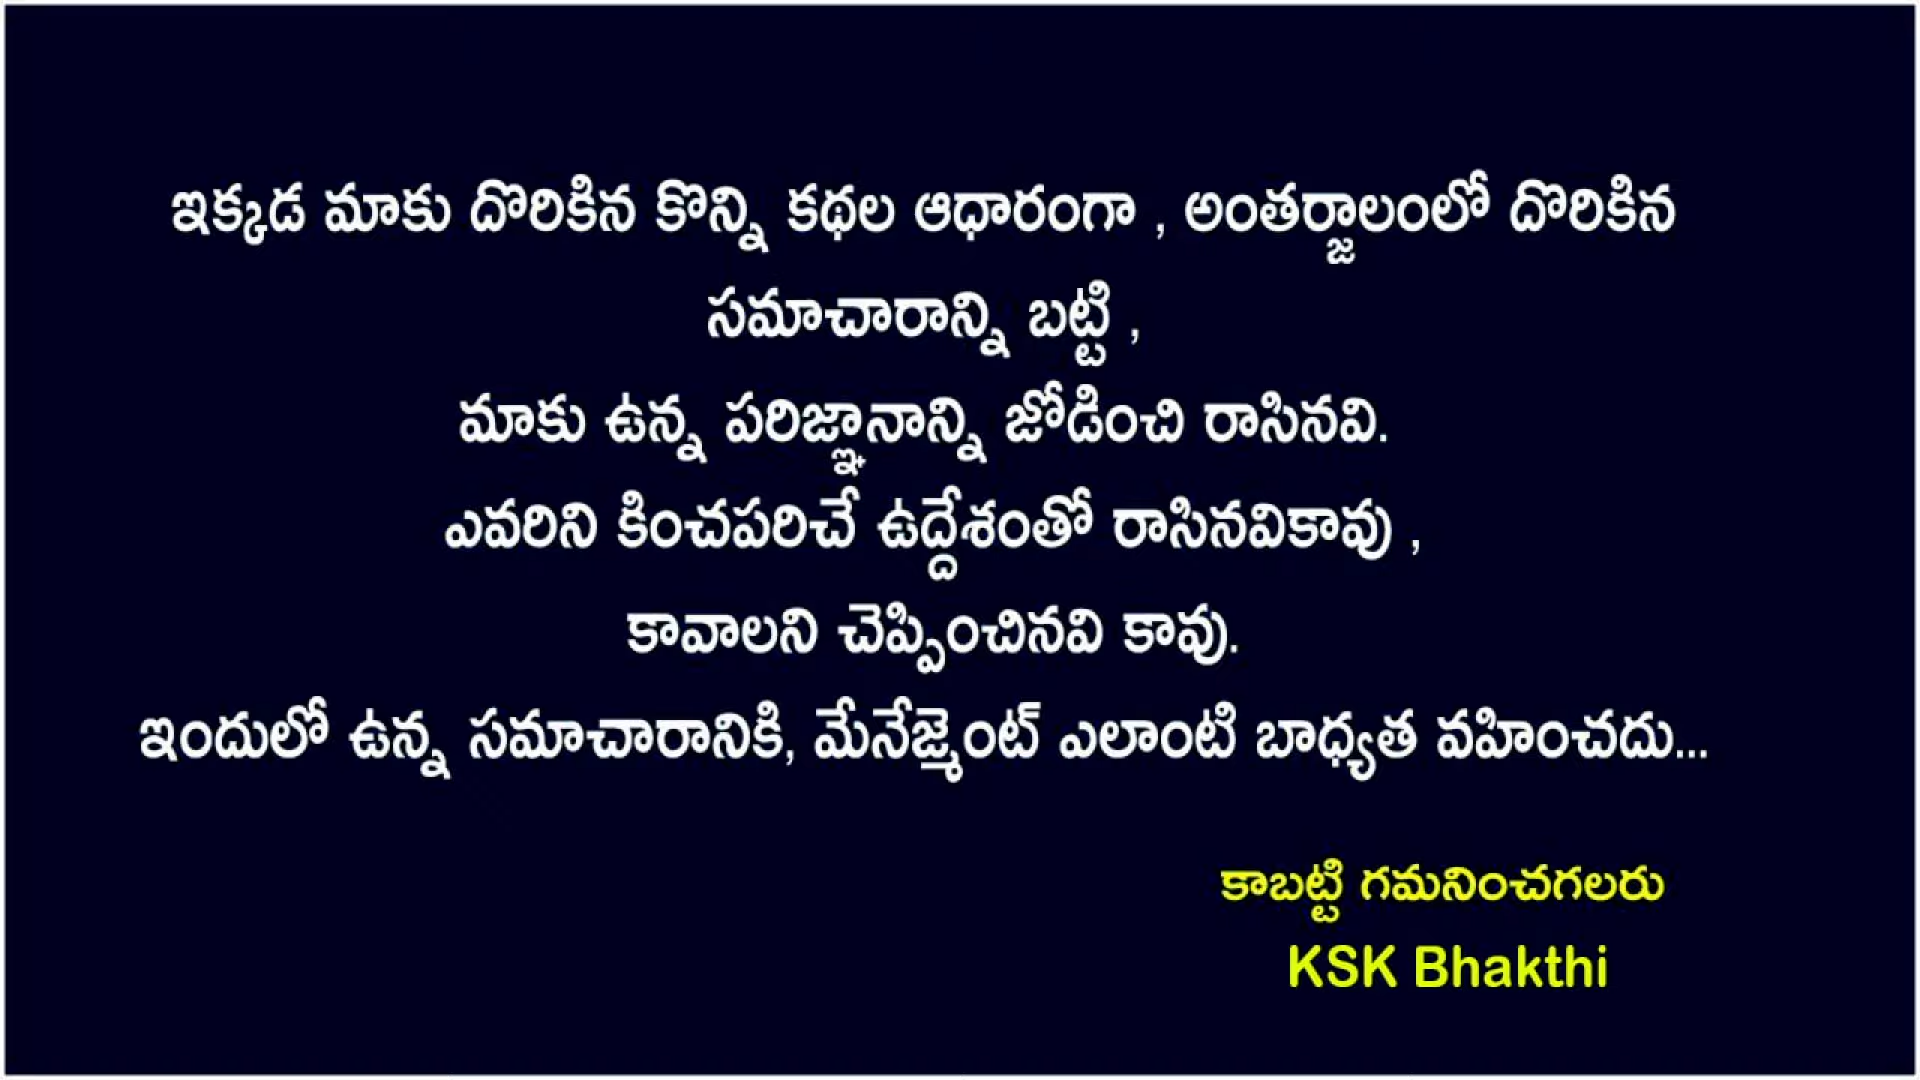 ఇక్కడ మాకు దొరికిన కొన్ని కథల ఆధారంగా , అంతర్జాలంలో దొరికిన
సమాచారాన్ని బట్టి ,
మాకు ఉన్న పరిజ్ఞానాన్ని జోడించి రాసినవి.
ఎవరిని కించపరిచే ఉద్దేశంతో రాసినవికావు ,
కావాలని చెప్పించినవి కావు.
ఇందులో ఉన్న సమాచారానికి, మేనేజ్మెంట్ ఎలాంటి బాధ్యత వహించదు...
కాబట్టి గమనించగలరు
KSK Bhakthi